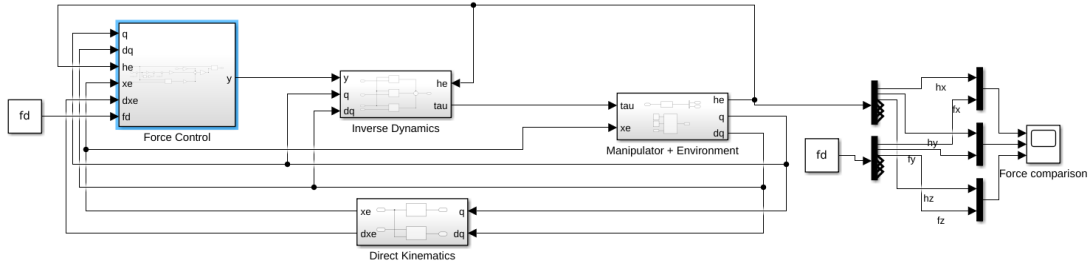 fd
q
dq
he
xe
dxe
fd
y
Force Control
y
q
dq
he
tau
Inverse Dynamics
tau
xe
he
q
dq
Manipulator + Environment
xe
dxe
q
dq
Direct Kinematics
fd
hx
fx
hy
fy
hz
fz
Force comparison